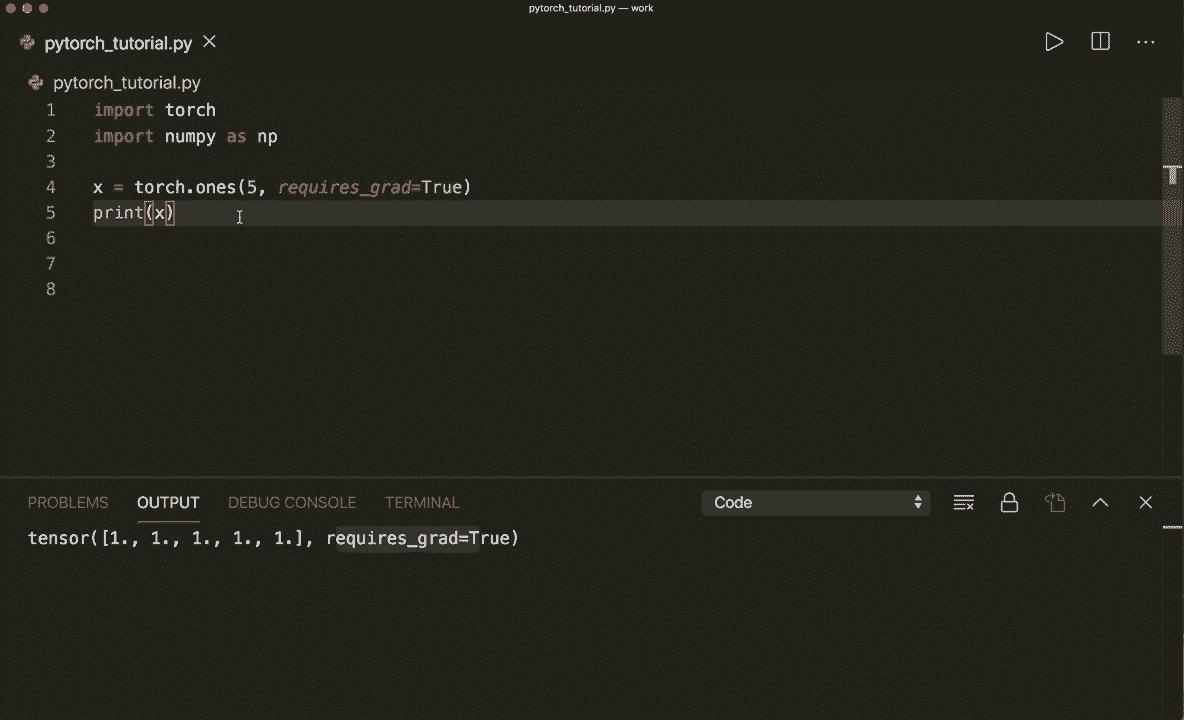 pytorch_tutorial.py — work
pytorch_tutorial.py
pytorch_tutorial.py
1 import torch
2 import numpy as np
3
4 x = torch.ones(5, requires_grad=True)
5 print(x)
6
7
8
PROBLEMS OUTPUT DEBUG CONSOLE TERMINAL Code
tensor([1., 1., 1., 1., 1.], requires_grad=True)